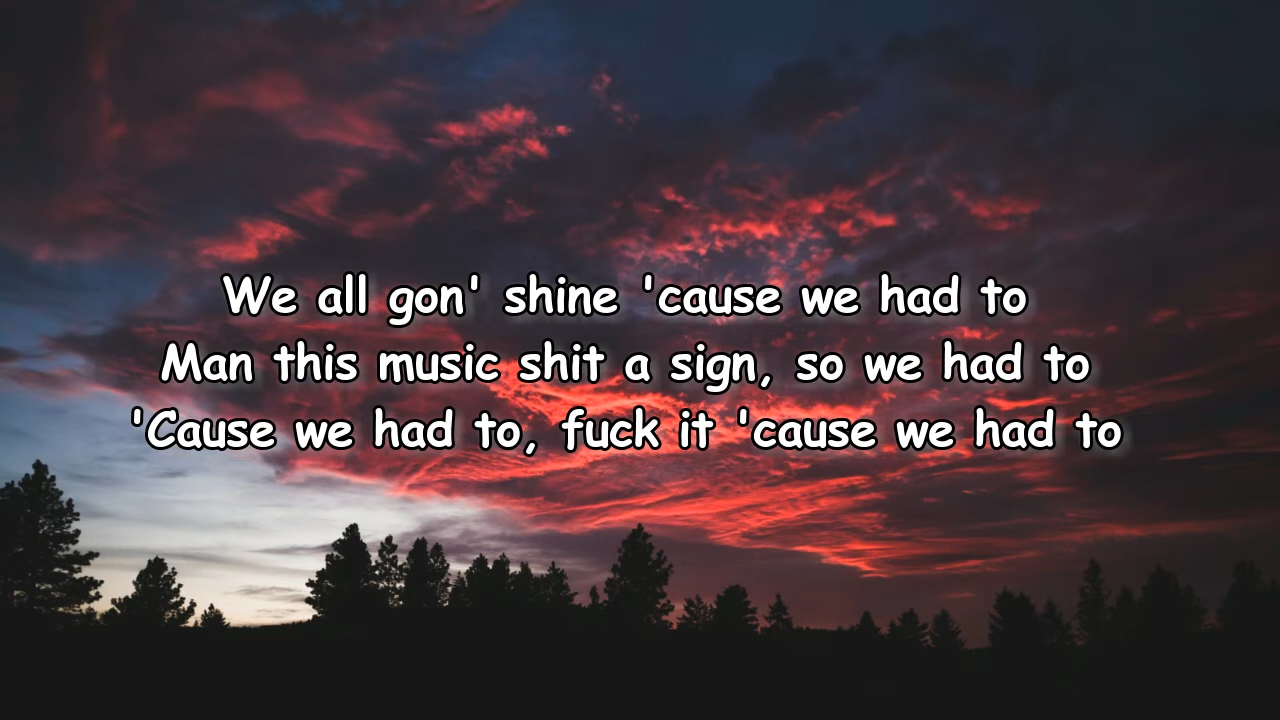 We all gon' shine 'cause we had to
Man this music shit a sign, so we had to
'Cause we had to, fuck it 'cause we had to